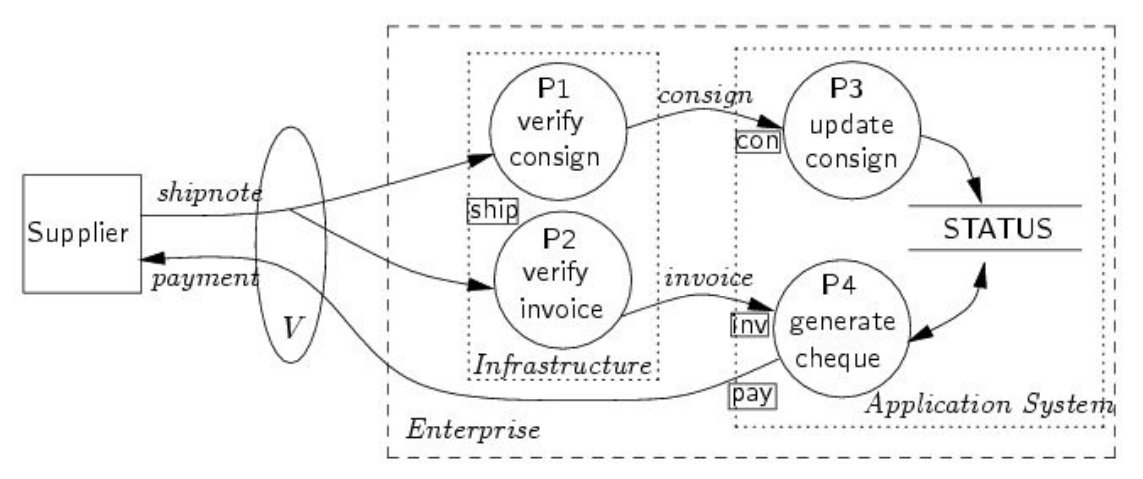 Supplier
shipnote
payment
V
P1
verify
consign
ship
P2
verify
invoice
Infrastructure
Enterprise
consign
con
invoice
inv
pay
P3
update
consign
STATUS
P4
generate
cheque
Application System